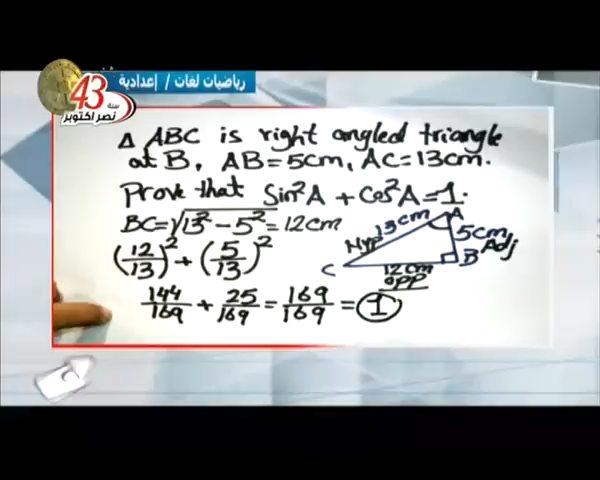 رياضيات لغات / إعدادية
43
سنة
نصر اكتوبر
Δ ABC is right angled triangle
at B, AB=5cm, AC=13cm.
Prove that Sin²A + Cos²A=1.
BC=√13²-5²=12cm
(12/13)²+(5/13)²
144/169 + 25/169 = 169/169 = 1
A
13cm
Hyp
5cm
Adj
C
B
12cm
opp